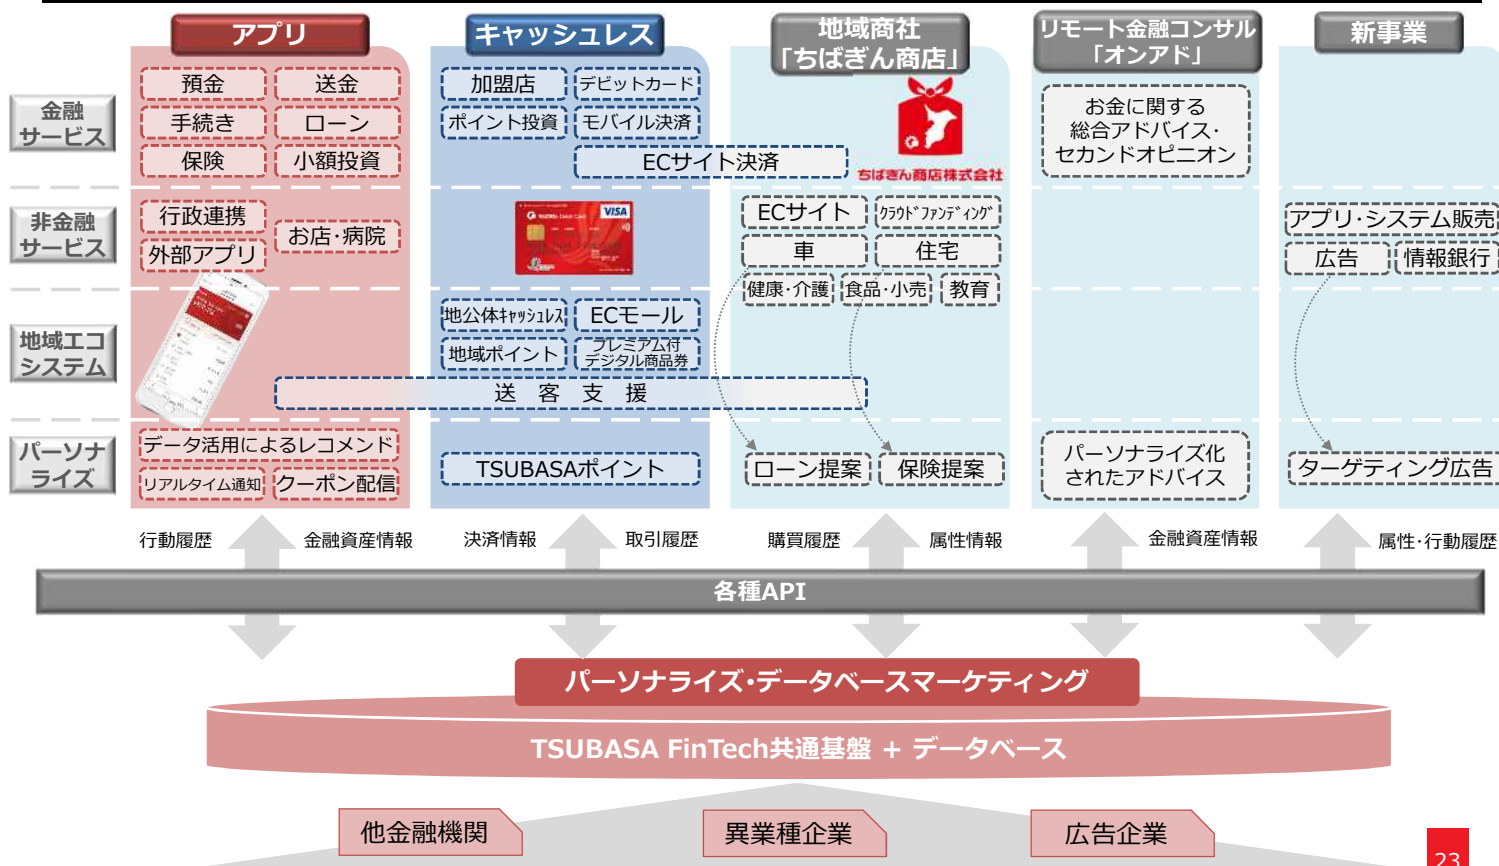 アプリ
キャッシュレス
地域商社
「ちばぎん商店」
リモート金融コンサル
「オンアド」
新事業
金融
サービス
預金
送金
手続き
ローン
保険
小額投資
加盟店
デビットカード
ポイント投資
モバイル決済
ECサイト決済
ちばぎん商店株式会社
お金に関する
総合アドバイス・
セカンドオピニオン
非金融
サービス
行政連携
外部アプリ
お店・病院
VISA
ECサイト
クラウドファンディング
車
住宅
健康・介護
食品・小売
教育
アプリ・システム販売
広告
情報銀行
地域エコ
システム
地公体キャッシュレス
ECモール
地域ポイント
プレミアム付
デジタル商品券
送客支援
パーソナ
ライズ
データ活用によるレコメンド
リアルタイム通知
クーポン配信
TSUBASAポイント
ローン提案
保険提案
パーソナライズ化
されたアドバイス
ターゲティング広告
行動履歴
金融資産情報
決済情報
取引履歴
購買履歴
属性情報
金融資産情報
属性・行動履歴
各種API
パーソナライズ・データベースマーケティング
TSUBASA FinTech共通基盤 + データベース
他金融機関
異業種企業
広告企業
23